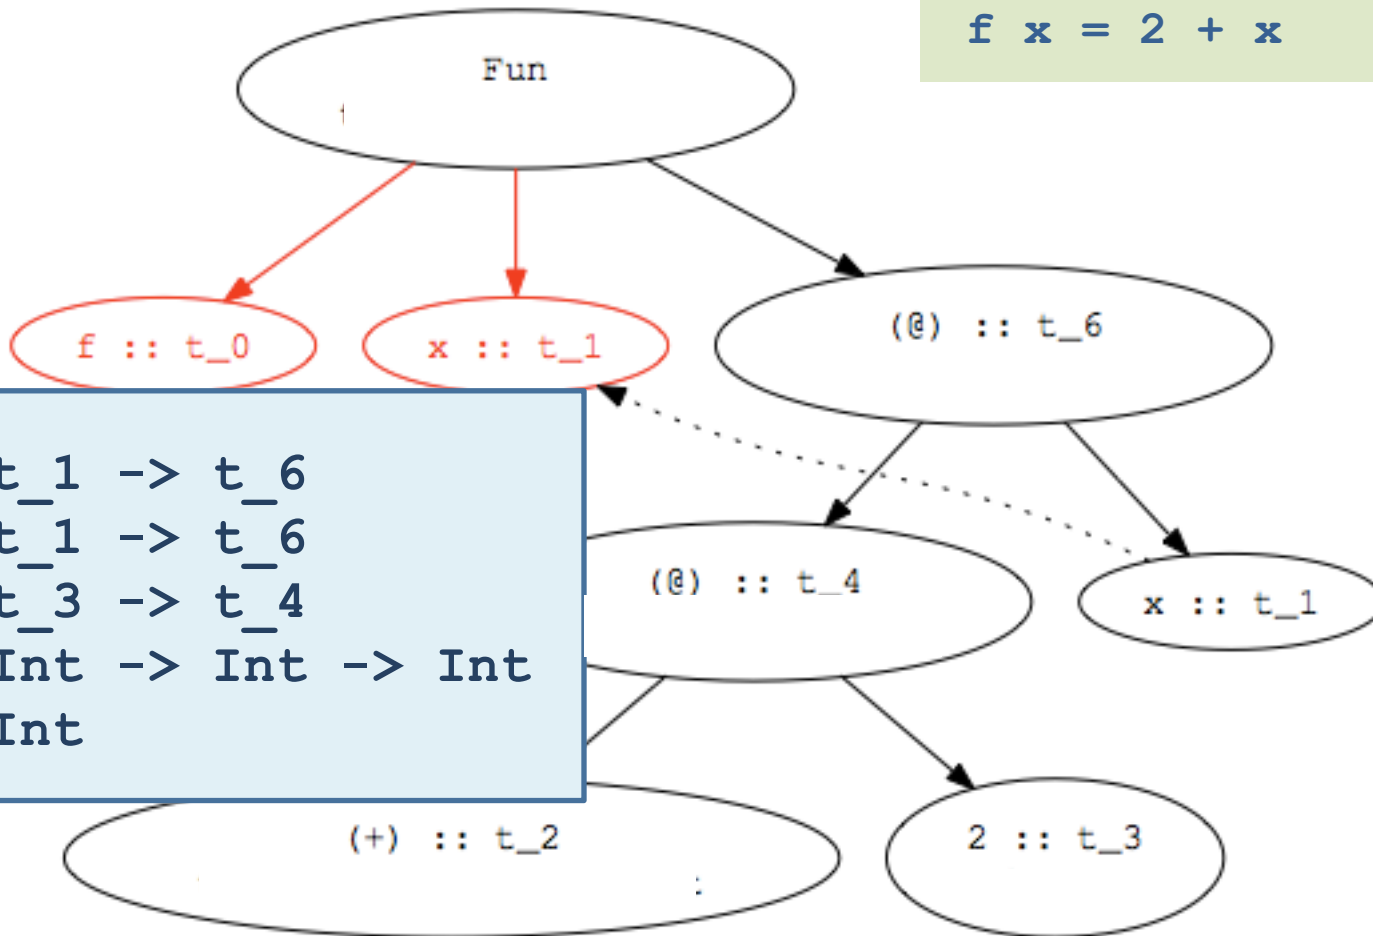 f x = 2 + x
Fun
f :: t_0
x :: t_1
(@) :: t_6
t_1 -> t_6
t_1 -> t_6
t_3 -> t_4
Int -> Int -> Int
Int
(@) :: t_4
x :: t_1
(+) :: t_2
2 :: t_3